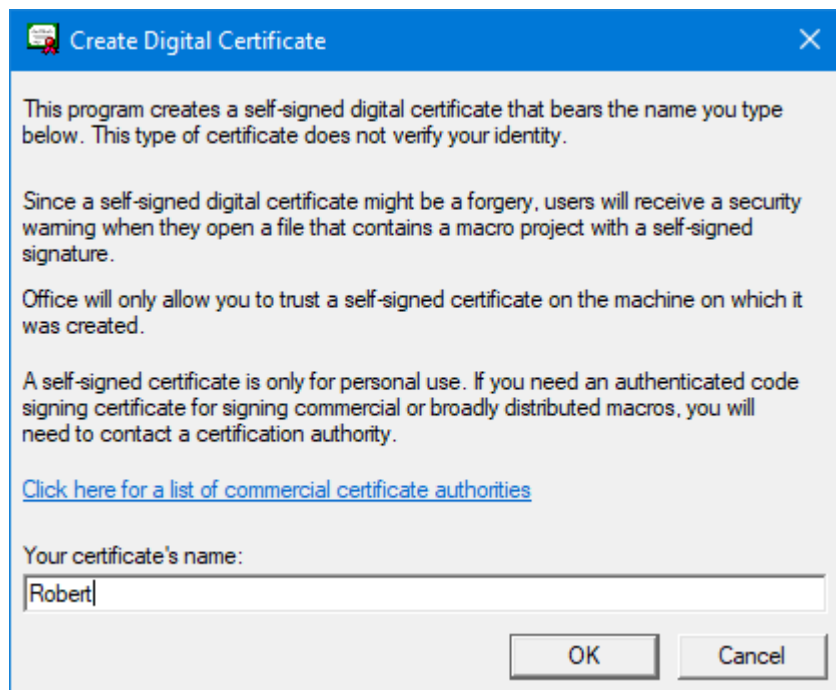 Create Digital Certificate
This program creates a self-signed digital certificate that bears the name you type
below. This type of certificate does not verify your identity.
Since a self-signed digital certificate might be a forgery, users will receive a security
warning when they open a file that contains a macro project with a self-signed
signature.
Office will only allow you to trust a self-signed certificate on the machine on which it
was created.
A self-signed certificate is only for personal use. If you need an authenticated code
signing certificate for signing commercial or broadly distributed macros, you will
need to contact a certification authority.
Click here for a list of commercial certificate authorities
Your certificate's name:
Robert
OK Cancel